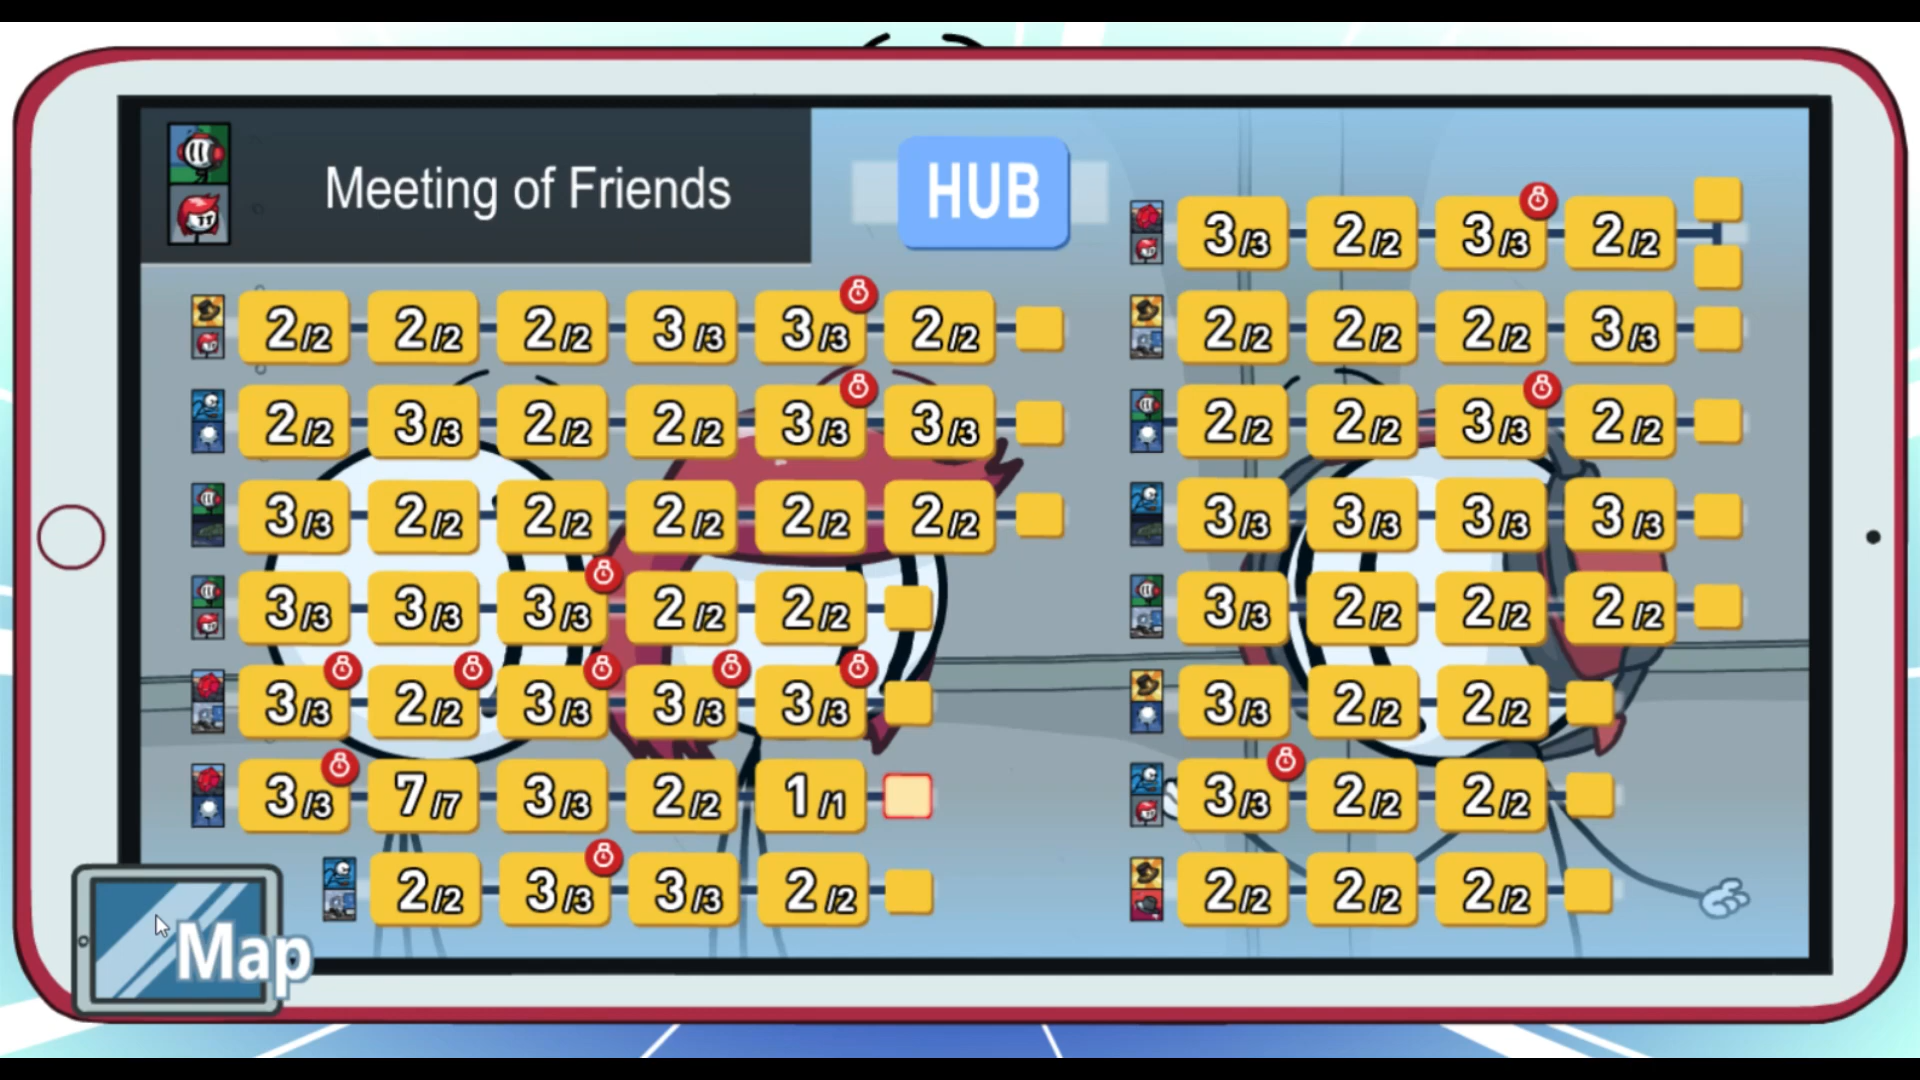 Meeting of Friends
HUB
3/3 2/2 3/3 2/2
2/2 2/2 2/2 3/3 3/3 2/2
2/2 2/2 2/2 3/3
2/2 3/3 2/2 2/2 3/3 3/3
2/2 2/2 3/3 2/2
3/3 2/2 2/2 2/2 2/2 2/2
3/3 3/3 3/3 3/3
3/3 3/3 3/3 2/2 2/2
3/3 2/2 2/2 2/2
3/3 2/2 3/3 3/3 3/3
3/3 2/2 2/2
3/3 7/7 3/3 2/2 1/1
3/3 2/2 2/2
2/2 3/3 3/3 2/2
2/2 2/2 2/2
Map